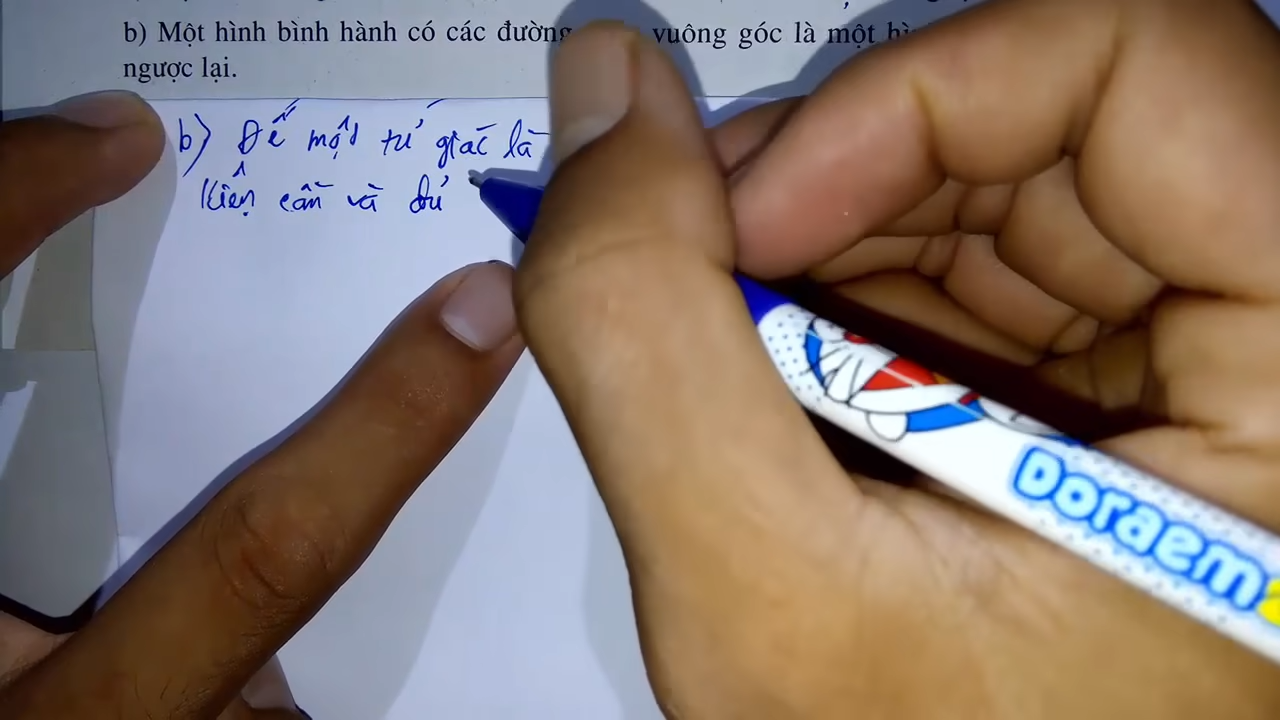 b) Một hình bình hành có các đường vuông góc là một
ngược lại.
b) Để một tứ giác là
kiện cần và đủ
Doraem